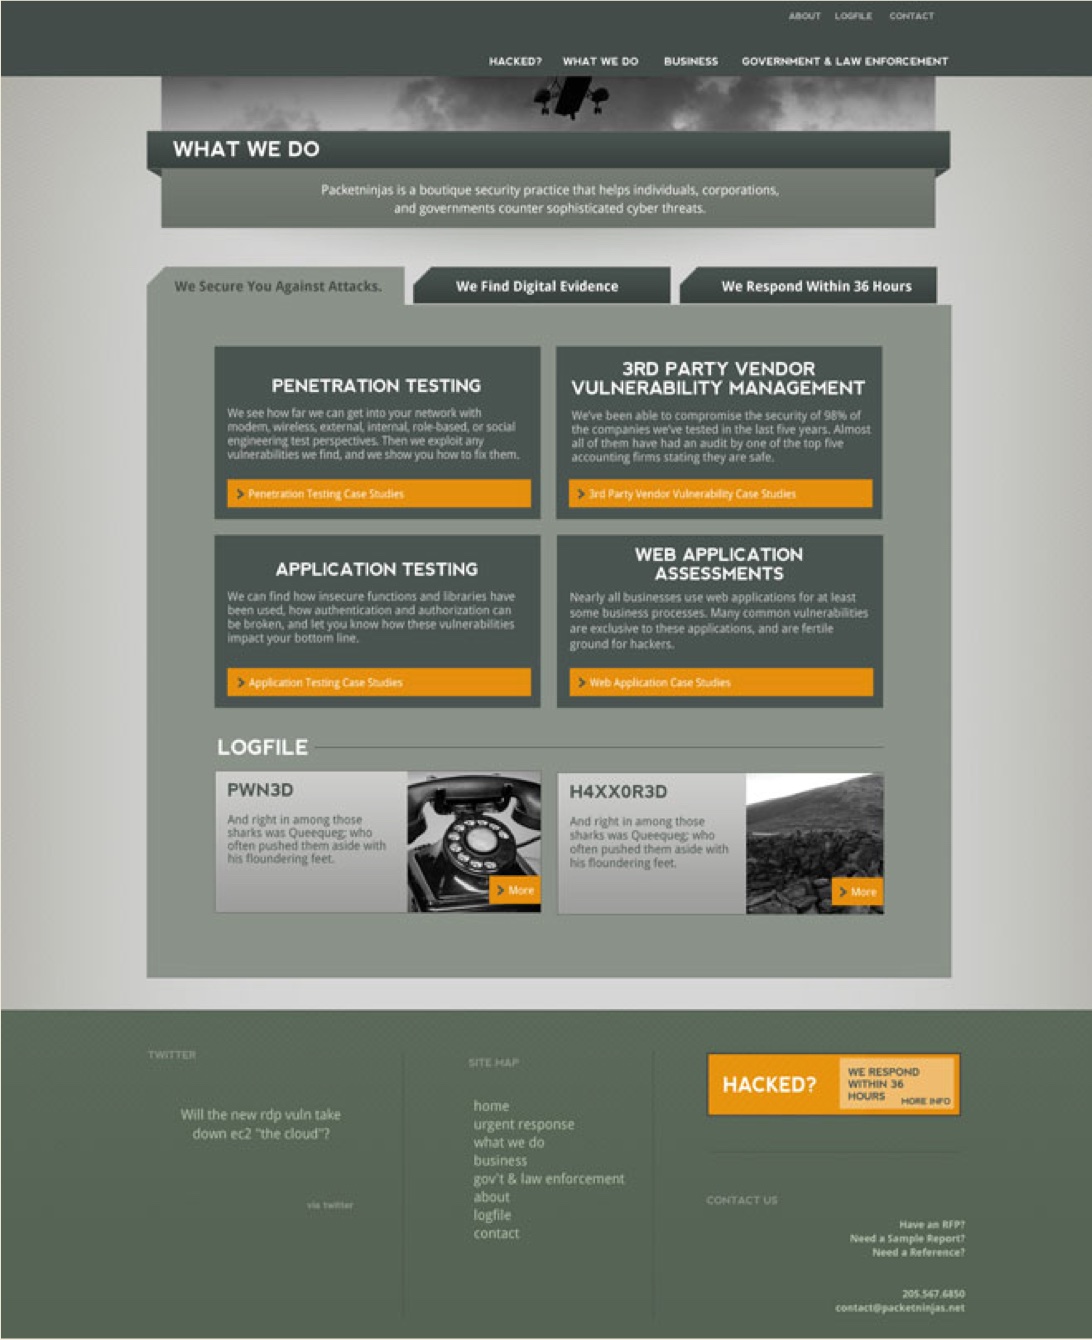 ABOUT LOGFILE CONTACT
HACKED? WHAT WE DO BUSINESS GOVERNMENT & LAW ENFORCEMENT
WHAT WE DO
Packetninjas is a boutique security practice that helps individuals, corporations,
and governments counter sophisticated cyber threats.
We Secure You Against Attacks. We Find Digital Evidence We Respond Within 36 Hours
PENETRATION TESTING
We see how far we can get into your network with
modem, wireless, external, internal, role-based, or social
engineering test perspectives. Then we exploit any
vulnerabilities we find, and we show you how to fix them.
> Penetration Testing Case Studies
3RD PARTY VENDOR
VULNERABILITY MANAGEMENT
We've been able to compromise the security of 98% of
the companies we've tested in the last five years. Almost
all of them have had an audit by one of the top five
accounting firms stating they are safe.
> 3rd Party Vendor Vulnerability Case Studies
APPLICATION TESTING
We can find how insecure functions and libraries have
been used, how authentication and authorization can
be broken, and let you know how these vulnerabilities
impact your bottom line.
> Application Testing Case Studies
WEB APPLICATION
ASSESSMENTS
Nearly all businesses use web applications for at least
some business processes. Many common vulnerabilities
are exclusive to these applications, and are fertile
ground for hackers.
> Web Application Case Studies
LOGFILE
PWN3D
And right in among those
sharks was Queequeg; who
often pushed them aside with
his floundering feet.
> More
H4XX0R3D
And right in among those
sharks was Queequeg; who
often pushed them aside with
his floundering feet.
> More
TWITTER
Will the new rdp vuln take
down ec2 "the cloud"?
via twitter
SITE MAP
home
urgent response
what we do
business
gov't & law enforcement
about
logfile
contact
HACKED?
WE RESPOND
WITHIN 36
HOURS
MORE INFO
CONTACT US
Have an RFP?
Need a Sample Report?
Need a Reference?
205.567.6850
contact@packetninjas.net